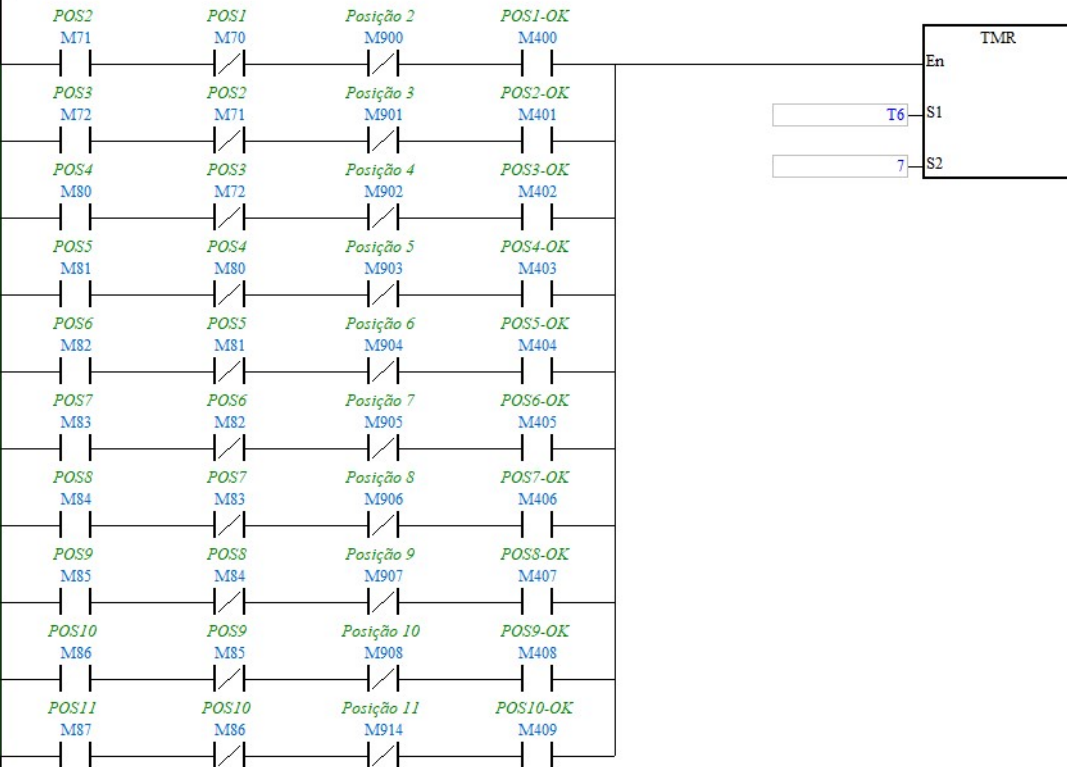 POS2 POS1 Posição 2 POS1-OK
M71 M70 M900 M400
TMR
En
POS3 POS2 Posição 3 POS2-OK
M72 M71 M901 M401
T6 S1
POS4 POS3 Posição 4 POS3-OK
7 S2
M80 M72 M902 M402
POS5 POS4 Posição 5 POS4-OK
M81 M80 M903 M403
POS6 POS5 Posição 6 POS5-OK
M82 M81 M904 M404
POS7 POS6 Posição 7 POS6-OK
M83 M82 M905 M405
POS8 POS7 Posição 8 POS7-OK
M84 M83 M906 M406
POS9 POS8 Posição 9 POS8-OK
M85 M84 M907 M407
POS10 POS9 Posição 10 POS9-OK
M86 M85 M908 M408
POS11 POS10 Posição 11 POS10-OK
M87 M86 M914 M409